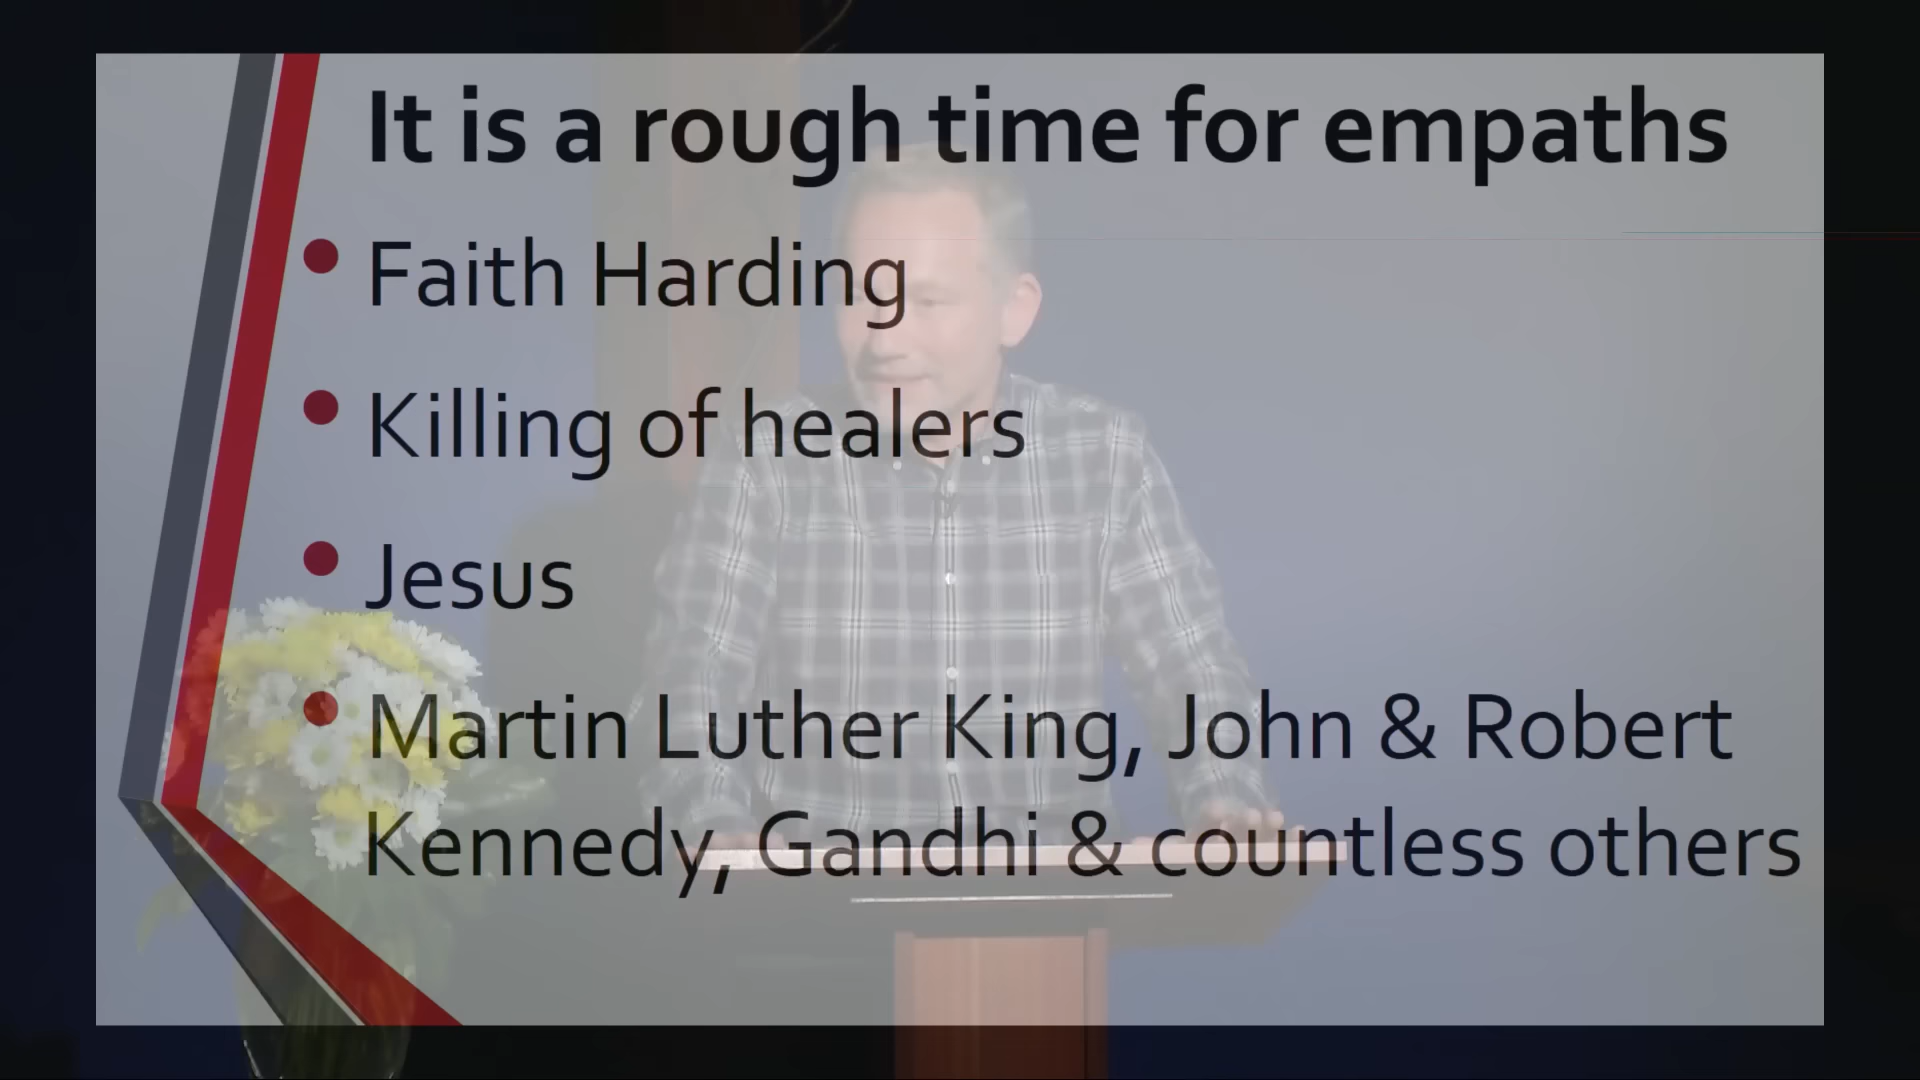 It is a rough time for empaths
• Faith Harding
• Killing of healers
• Jesus
• Martin Luther King, John & Robert
Kennedy, Gandhi & countless others